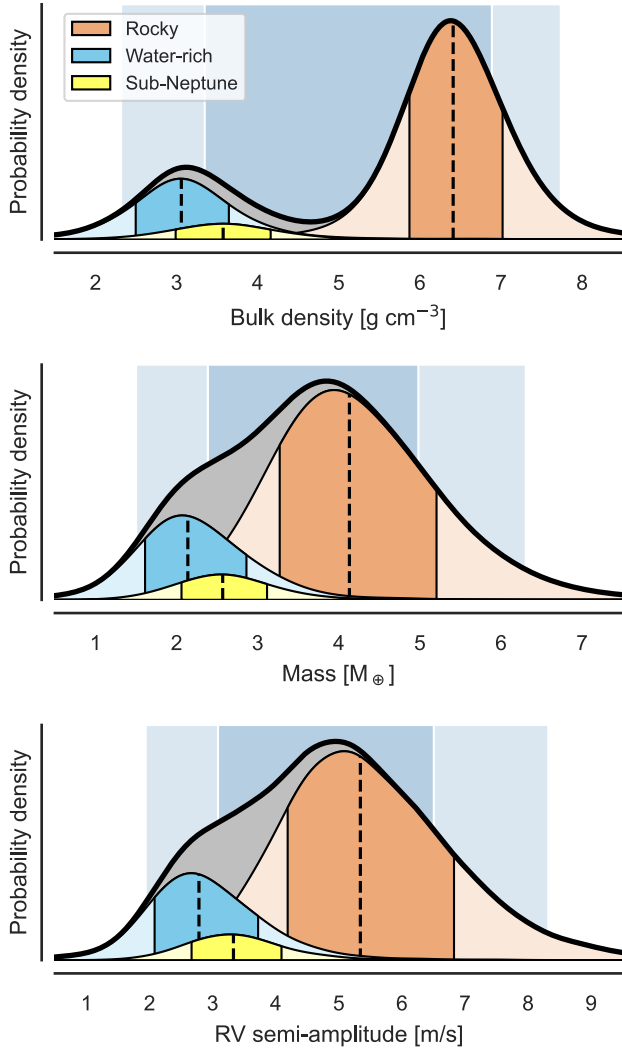 Probability density
Rocky
Water-rich
Sub-Neptune
2 3 4 5 6 7 8
Bulk density [g cm⁻³]
Probability density
1 2 3 4 5 6 7
Mass [M⊕]
Probability density
1 2 3 4 5 6 7 8 9
RV semi-amplitude [m/s]